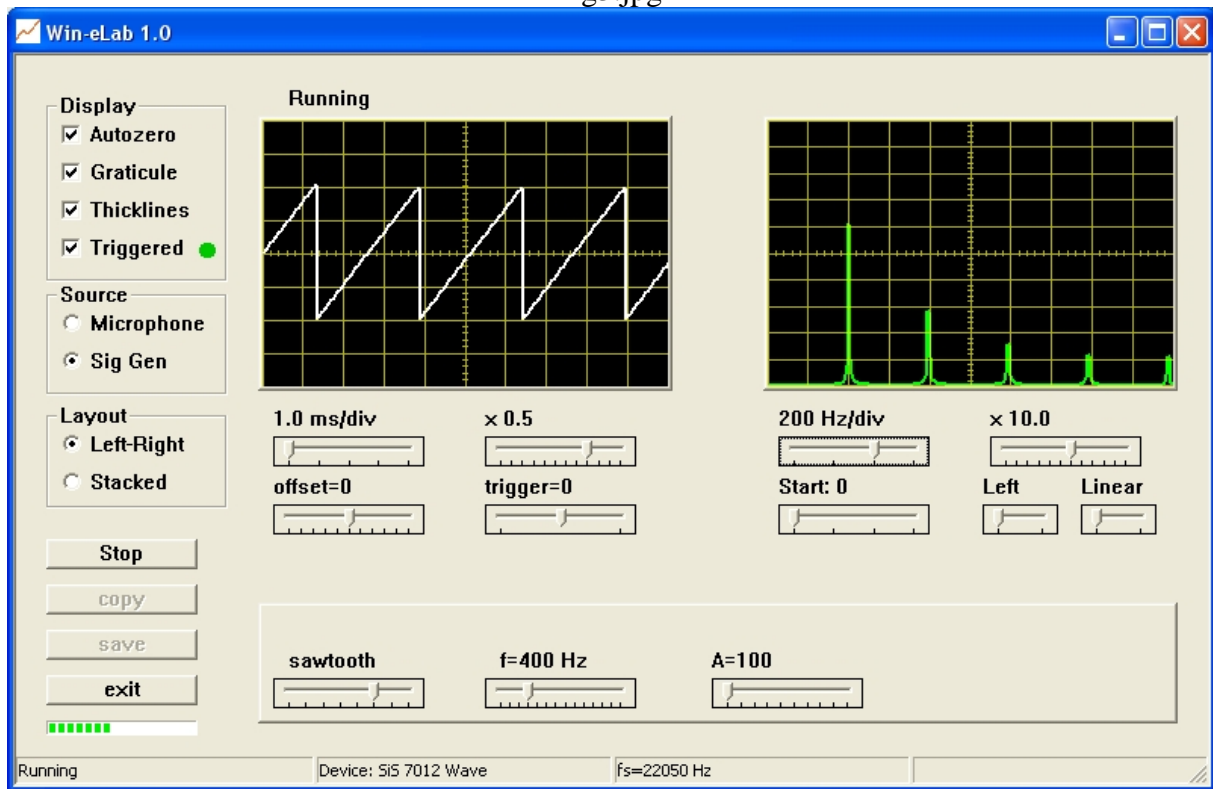 Win-eLab 1.0
Display
Autozero
Graticule
Thicklines
Triggered
Source
Microphone
Sig Gen
Layout
Left-Right
Stacked
Stop
copy
save
exit
Running
1.0 ms/div × 0.5
offset=0 trigger=0
200 Hz/div × 10.0
Start: 0 Left Linear
sawtooth f=400 Hz A=100
Running Device: SiS 7012 Wave fs=22050 Hz